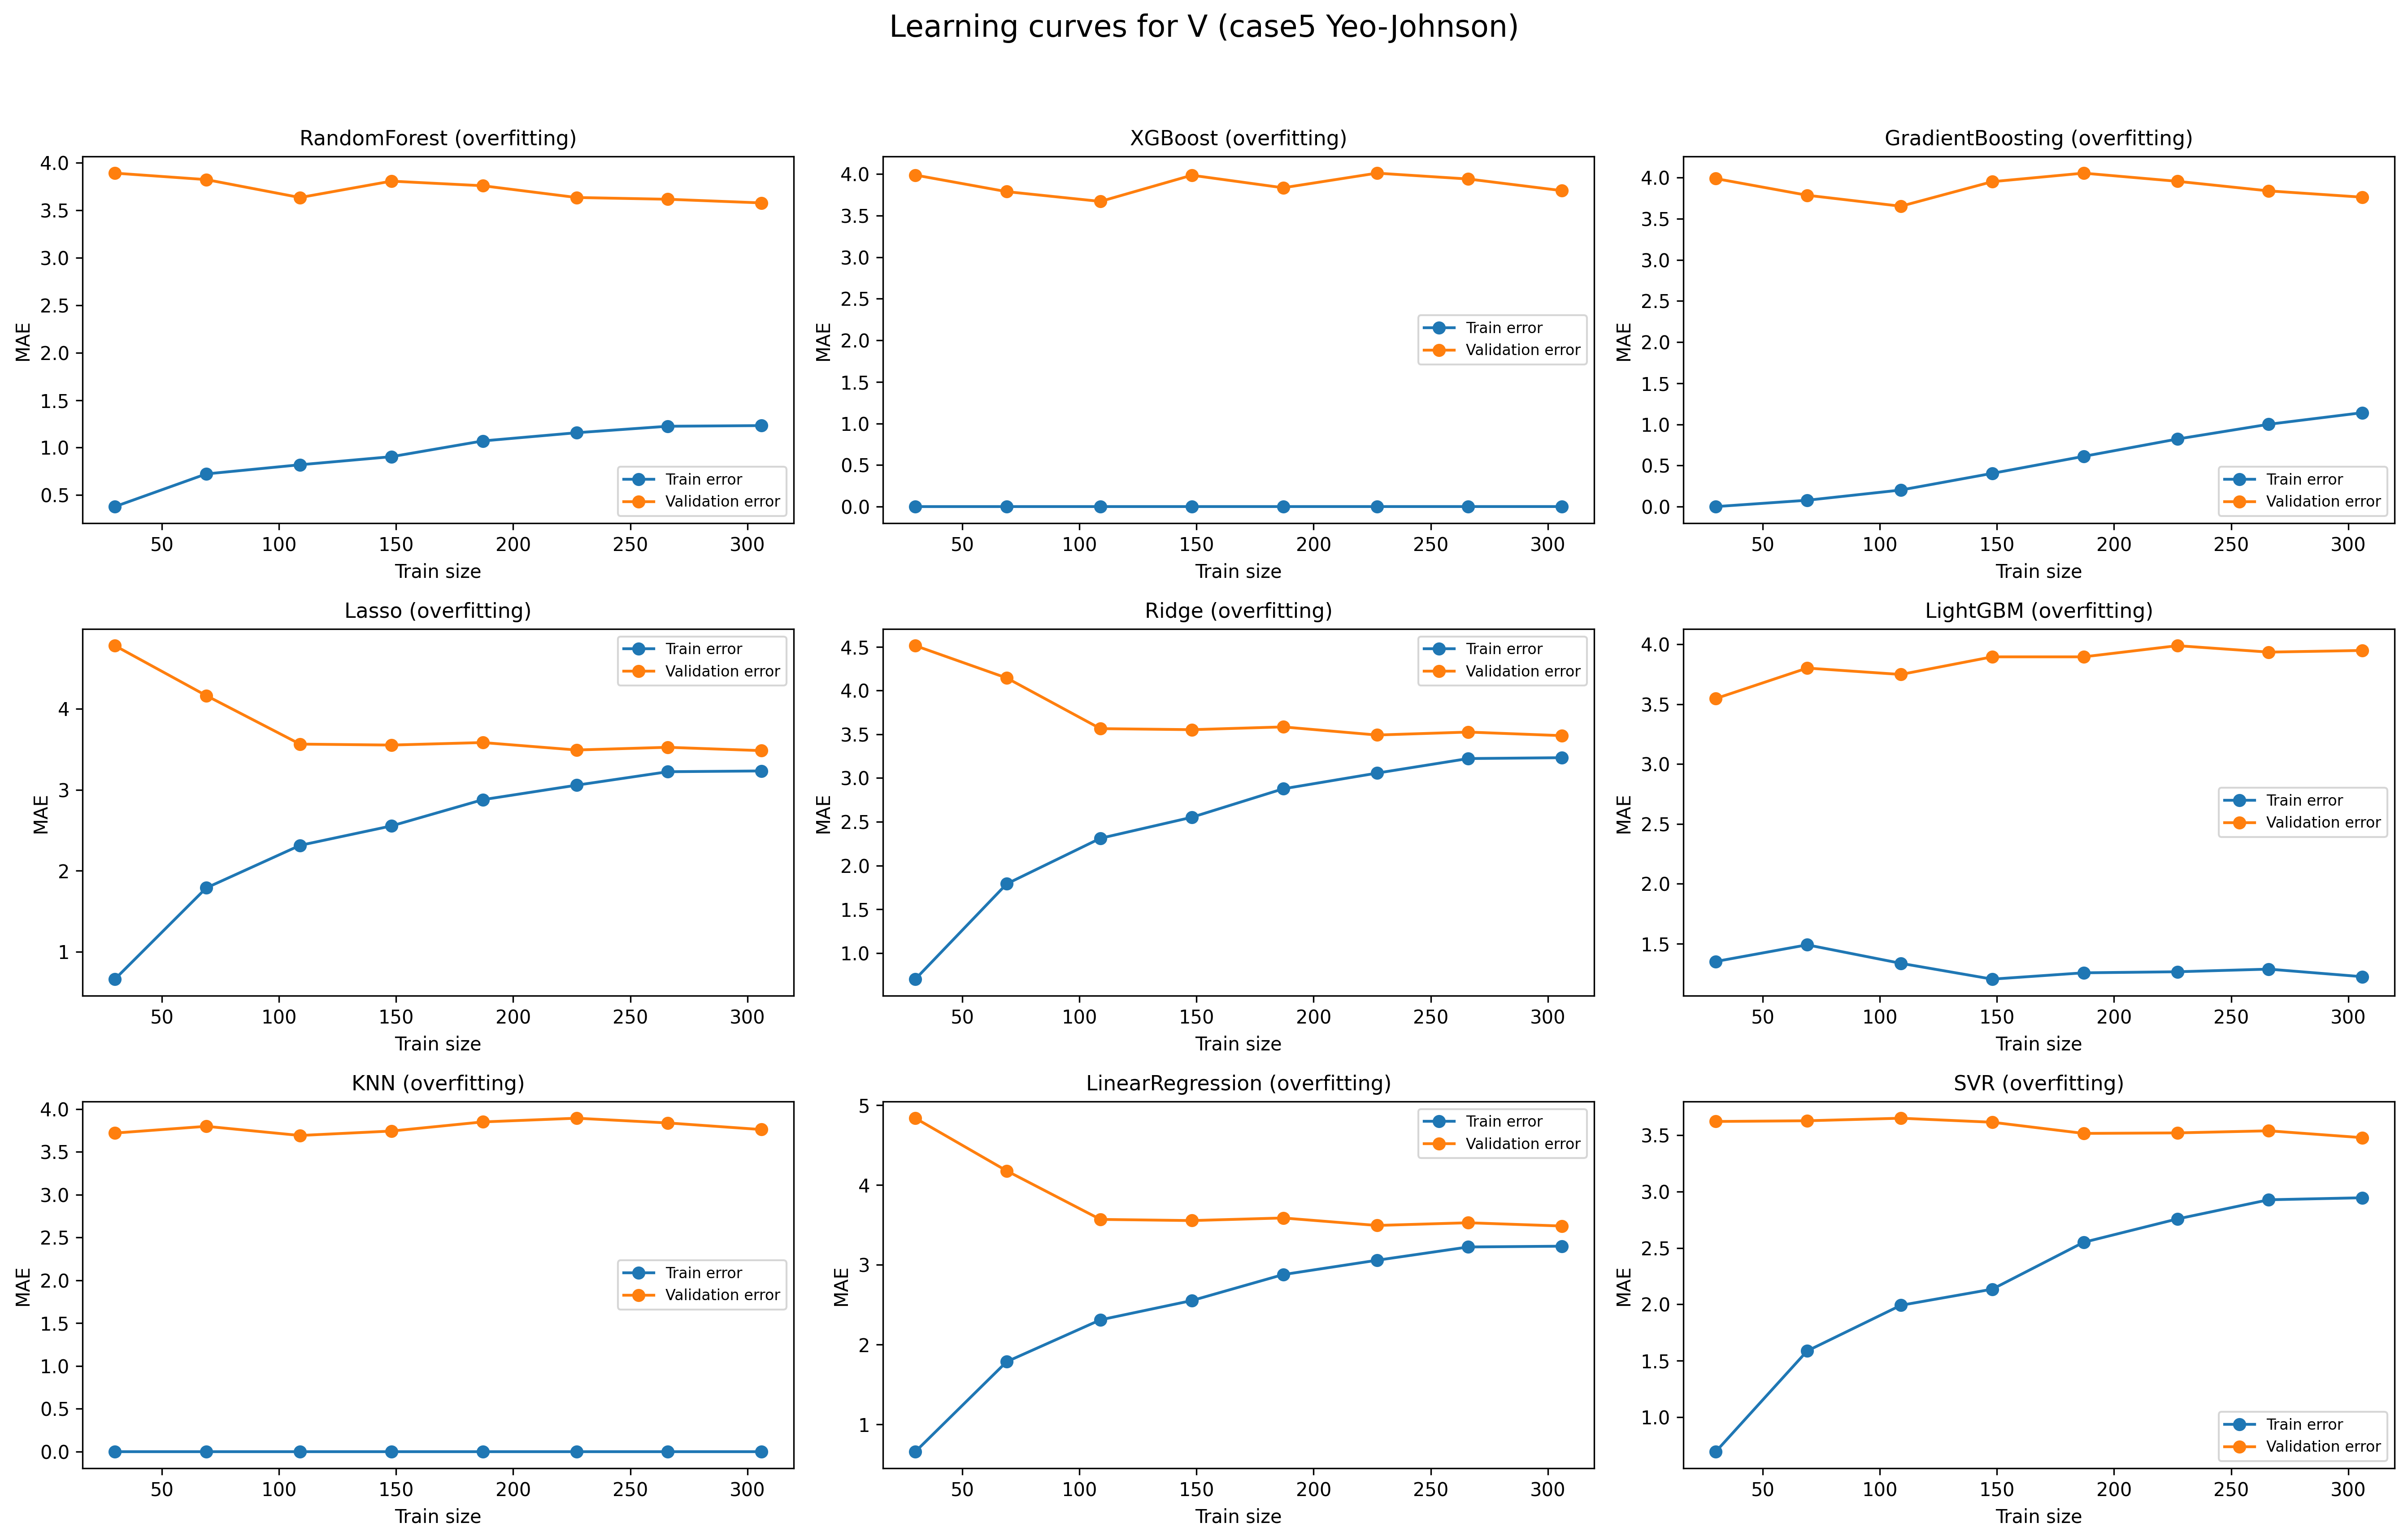 Learning curves for V (case5 Yeo-Johnson)
RandomForest (overfitting)
MAE
4.0
3.5
3.0
2.5
2.0
1.5
1.0
0.5
Train error
Validation error
50 100 150 200 250 300
Train size
XGBoost (overfitting)
MAE
4.0
3.5
3.0
2.5
2.0
1.5
1.0
0.5
0.0
Train error
Validation error
50 100 150 200 250 300
Train size
GradientBoosting (overfitting)
MAE
4.0
3.5
3.0
2.5
2.0
1.5
1.0
0.5
0.0
Train error
Validation error
50 100 150 200 250 300
Train size
Lasso (overfitting)
MAE
4
3
2
1
Train error
Validation error
50 100 150 200 250 300
Train size
Ridge (overfitting)
MAE
4.5
4.0
3.5
3.0
2.5
2.0
1.5
1.0
Train error
Validation error
50 100 150 200 250 300
Train size
LightGBM (overfitting)
MAE
4.0
3.5
3.0
2.5
2.0
1.5
Train error
Validation error
50 100 150 200 250 300
Train size
KNN (overfitting)
MAE
4.0
3.5
3.0
2.5
2.0
1.5
1.0
0.5
0.0
Train error
Validation error
50 100 150 200 250 300
Train size
LinearRegression (overfitting)
MAE
5
4
3
2
1
Train error
Validation error
50 100 150 200 250 300
Train size
SVR (overfitting)
MAE
3.5
3.0
2.5
2.0
1.5
1.0
Train error
Validation error
50 100 150 200 250 300
Train size